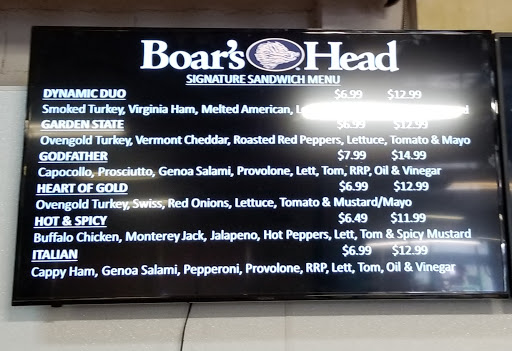 Boar's Head
SIGNATURE SANDWICH MENU
DYNAMIC DUO $6.99 $12.99
Smoked Turkey, Virginia Ham, Melted American,
GARDEN STATE $6.99 $12.99
Ovengold Turkey, Vermont Cheddar, Roasted Red Peppers, Lettuce, Tomato & Mayo
GODFATHER $7.99 $14.99
Capocollo, Prosciutto, Genoa Salami, Provolone, Lett, Tom, RRP, Oil & Vinegar
HEART OF GOLD $6.99 $12.99
Ovengold Turkey, Swiss, Red Onions, Lettuce, Tomato & Mustard/Mayo
HOT & SPICY $6.49 $11.99
Buffalo Chicken, Monterey Jack, Jalapeno, Hot Peppers, Lett, Tom & Spicy Mustard
ITALIAN $6.99 $12.99
Cappy Ham, Genoa Salami, Pepperoni, Provolone, RRP, Lett, Tom, Oil & Vinegar